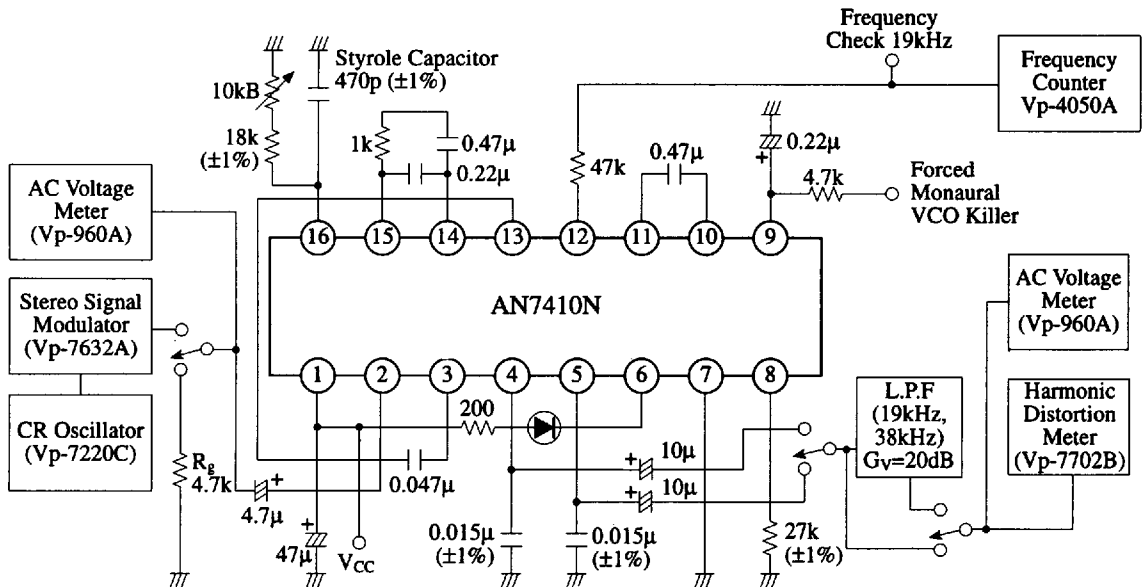 Frequency
Check 19kHz
Styrole Capacitor
470p (±1%)
10kB
18k
(±1%)
1k
0.47μ
0.22μ
47k
0.47μ
0.22μ
+
4.7k
Forced
Monaural
VCO Killer
Frequency
Counter
Vp-4050A
AC Voltage
Meter
(Vp-960A)
16
15
14
13
12
11
10
9
AN7410N
Stereo Signal
Modulator
(Vp-7632A)
CR Oscillator
(Vp-7220C)
1
2
3
4
5
6
7
8
AC Voltage
Meter
(Vp-960A)
Harmonic
Distortion
Meter
(Vp-7702B)
L.P.F
(19kHz,
38kHz)
Gv=20dB
200
10μ
+
10μ
+
0.047μ
Rg
4.7k
+
4.7μ
+
47μ
VCC
0.015μ
(±1%)
0.015μ
(±1%)
27k
(±1%)